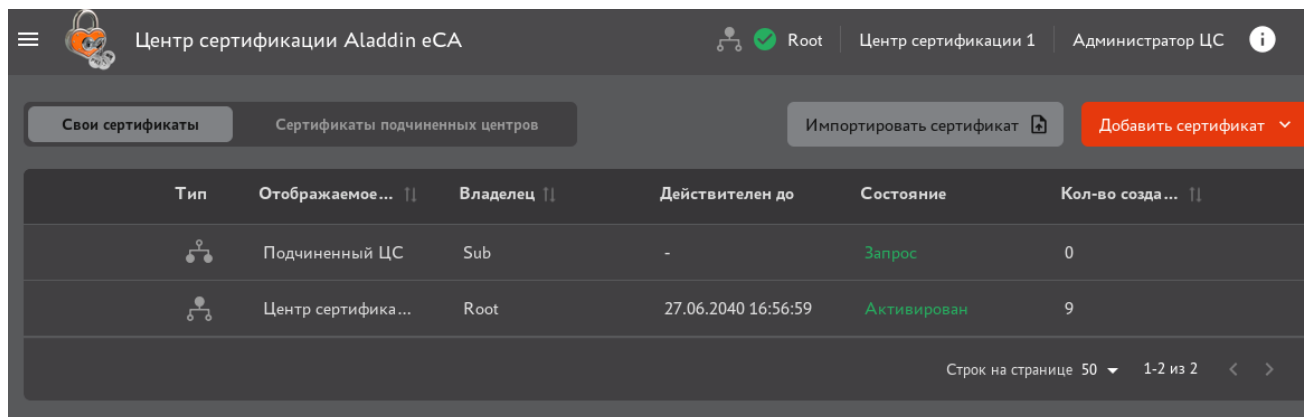 Центр сертификации Aladdin eCA Root Центр сертификации 1 Администратор ЦС
Свои сертификаты Сертификаты подчиненных центров Импортировать сертификат Добавить сертификат
Тип Отображаемое... Владелец Действителен до Состояние Кол-во созда...
Подчиненный ЦС Sub - Запрос 0
Центр сертифика... Root 27.06.2040 16:56:59 Активирован 9
Строк на странице 50 1-2 из 2